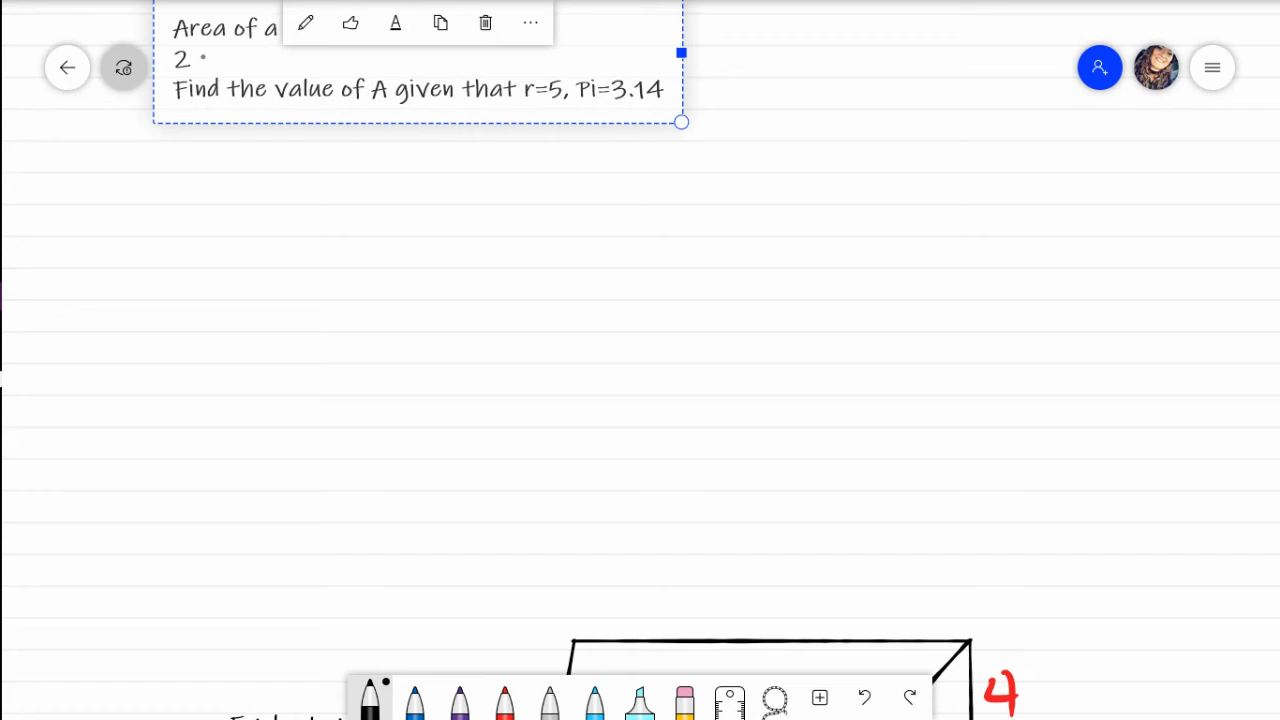 Area of a
2 •
Find the value of A given that r=5, Pi=3.14
4